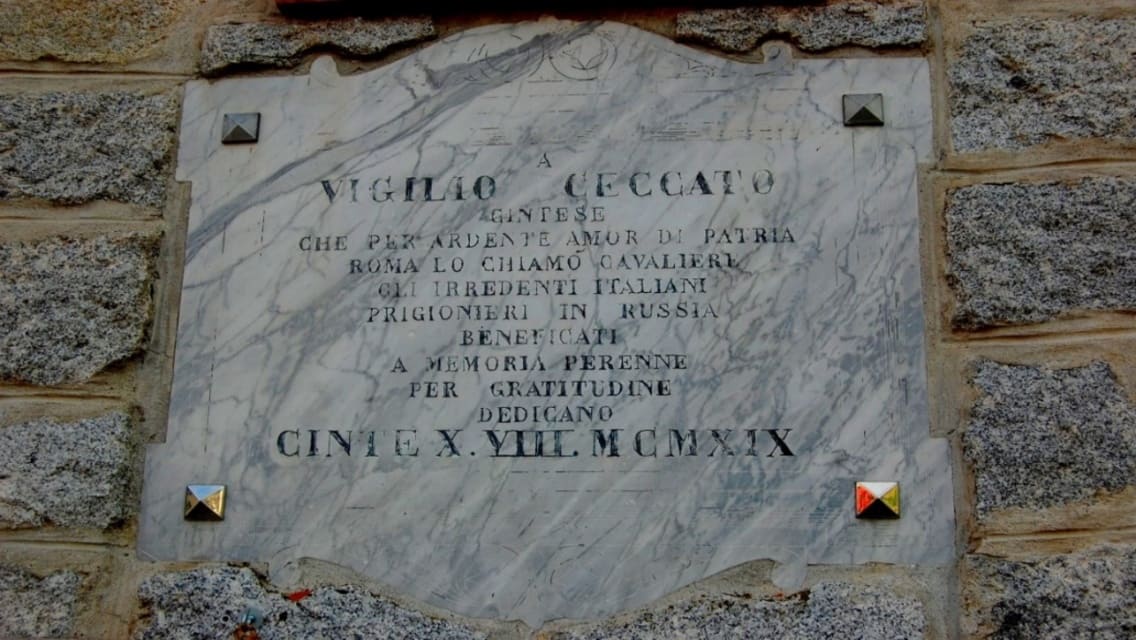 A
VIGILIO CECCATO
CINTESE
CHE PER ARDENTE AMOR DI PATRIA
ROMA LO CHIAMÒ CAVALIERE
GLI IRREDENTI ITALIANI
PRIGIONIERI IN RUSSIA
BENEFICATI
A MEMORIA PERENNE
PER GRATITUDINE
DEDICANO
CINTE X.VIII.MCMXIX